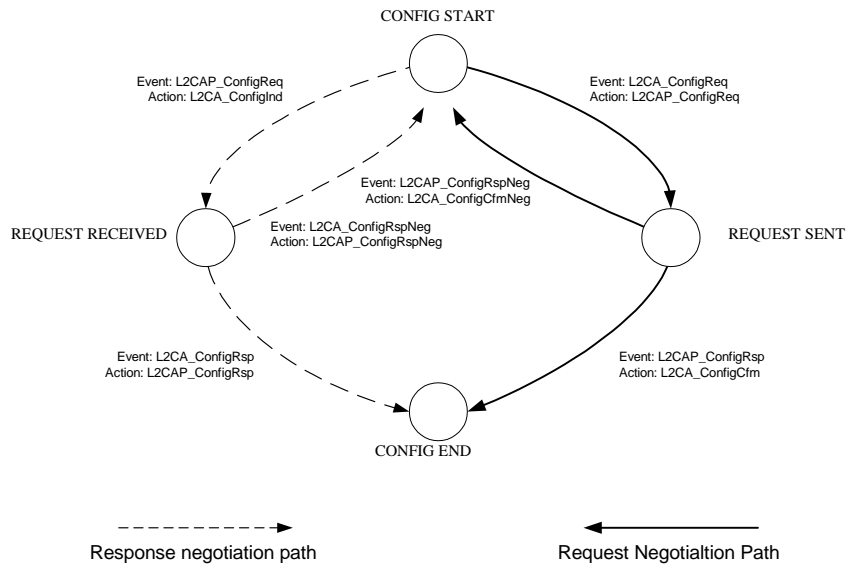 CONFIG START
Event: L2CAP_ConfigReq
Action: L2CA_ConfigInd
Event: L2CA_ConfigReq
Action: L2CAP_ConfigReq
Event: L2CAP_ConfigRspNeg
Action: L2CA_ConfigCfmNeg
Event: L2CA_ConfigRspNeg
Action: L2CAP_ConfigRspNeg
REQUEST RECEIVED
REQUEST SENT
Event: L2CA_ConfigRsp
Action: L2CAP_ConfigRsp
Event: L2CAP_ConfigRsp
Action: L2CA_ConfigCfm
CONFIG END
Response negotiation path
Request Negotialtion Path